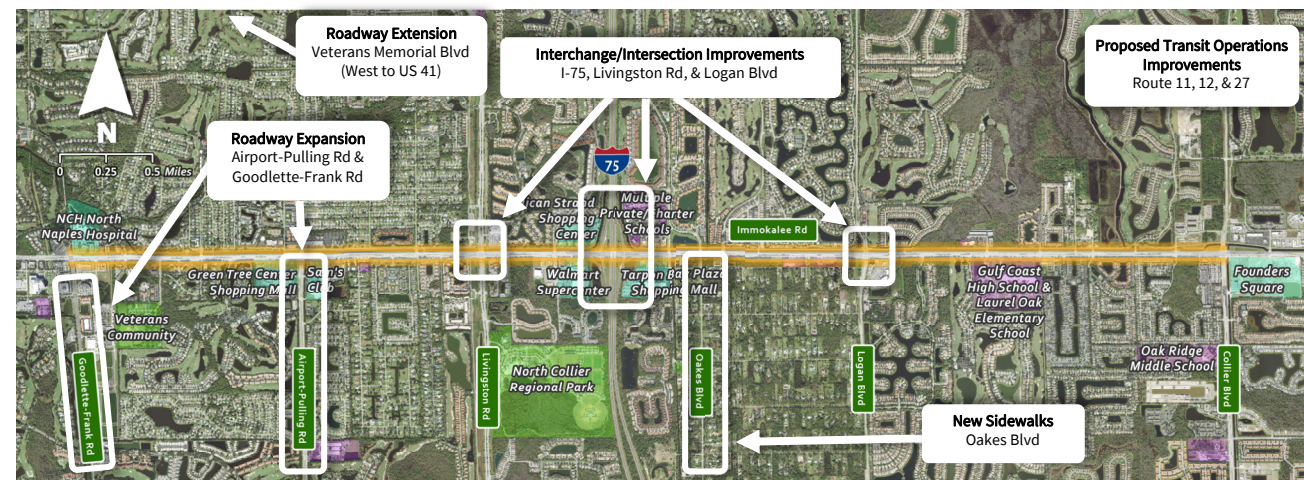 Roadway Extension
Veterans Memorial Blvd
(West to US 41)
Interchange/Intersection Improvements
I-75, Livingston Rd, & Logan Blvd
Proposed Transit Operations
Improvements
Route 11, 12, & 27
N
0 0.25 0.5 Miles
Roadway Expansion
Airport-Pulling Rd &
Goodlette-Frank Rd
75
NCH North
Naples Hospital
Strand
Shopping
Center
Multiple
Private/Charter
Schools
Immokalee Rd
Green Tree Center
Shopping Mall
Sam's
Club
Walmart
Supercenter
Tarpon Bay Plaza
Shopping Mall
Gulf Coast
High School &
Laurel Oak
Elementary
School
Founders
Square
Veterans
Community
Goodlette-Frank Rd
Airport-Pulling Rd
Livingston Rd
North Collier
Regional Park
Oakes Blvd
Logan Blvd
Oak Ridge
Middle School
Collier Blvd
New Sidewalks
Oakes Blvd